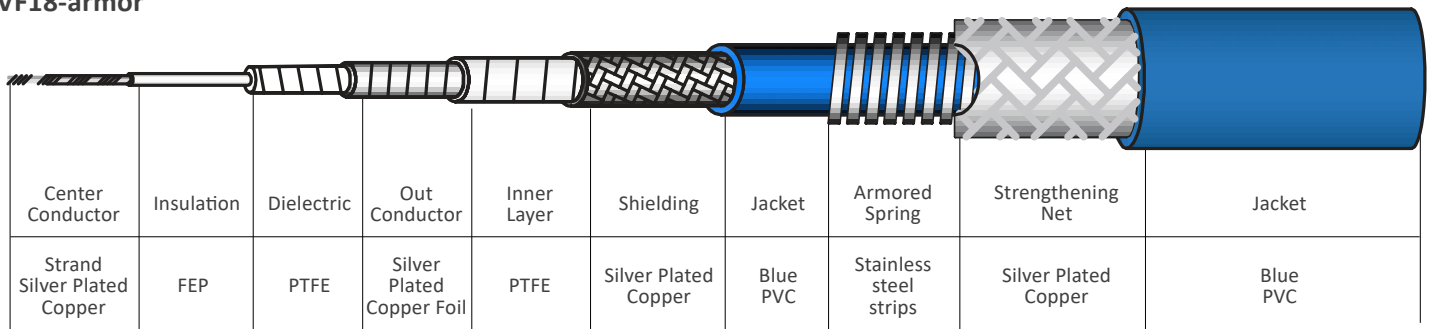 VF18-armor
Center
Conductor
Insulation
Dielectric
Out
Conductor
Inner
Layer
Shielding
Jacket
Armored
Spring
Strengthening
Net
Jacket
Strand
Silver Plated
Copper
FEP
PTFE
Silver
Plated
Copper Foil
PTFE
Silver Plated
Copper
Blue
PVC
Stainless
steel
strips
Silver Plated
Copper
Blue
PVC